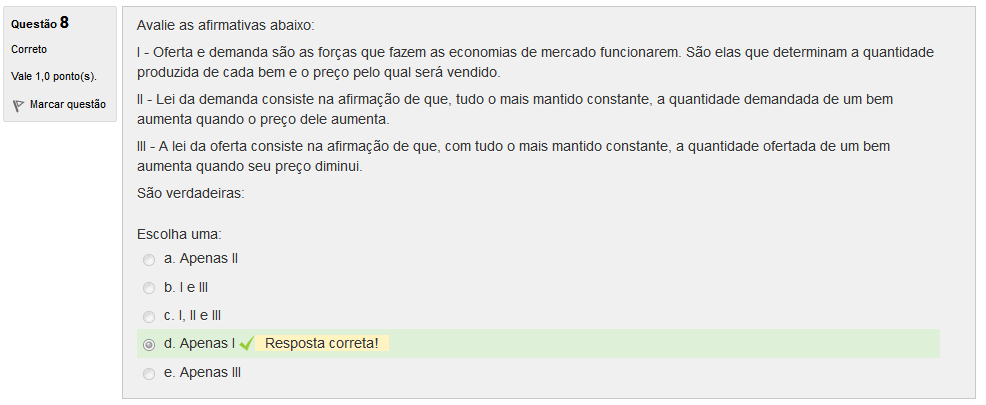 Questão 8
Correto
Vale 1,0 ponto(s).
Marcar questão
Avalie as afirmativas abaixo:
I - Oferta e demanda são as forças que fazem as economias de mercado funcionarem. São elas que determinam a quantidade
produzida de cada bem e o preço pelo qual será vendido.
II - Lei da demanda consiste na afirmação de que, tudo o mais mantido constante, a quantidade demandada de um bem
aumenta quando o preço dele aumenta.
III - A lei da oferta consiste na afirmação de que, com tudo o mais mantido constante, a quantidade ofertada de um bem
aumenta quando seu preço diminui.
São verdadeiras:
Escolha uma:
a. Apenas II
b. I e III
c. I, II e III
d. Apenas I Resposta correta!
e. Apenas III